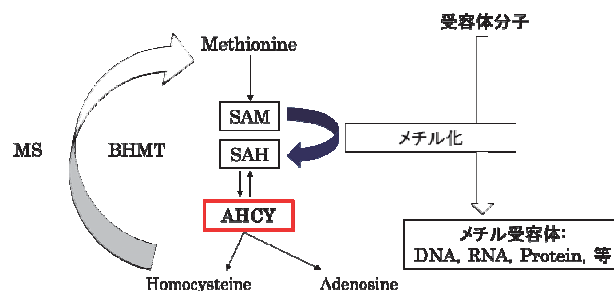 受容体分子
Methionine
SAM
メチル化
MS
BHMT
SAH
AHCY
メチル受容体:
DNA, RNA, Protein, 等
Homocysteine
Adenosine